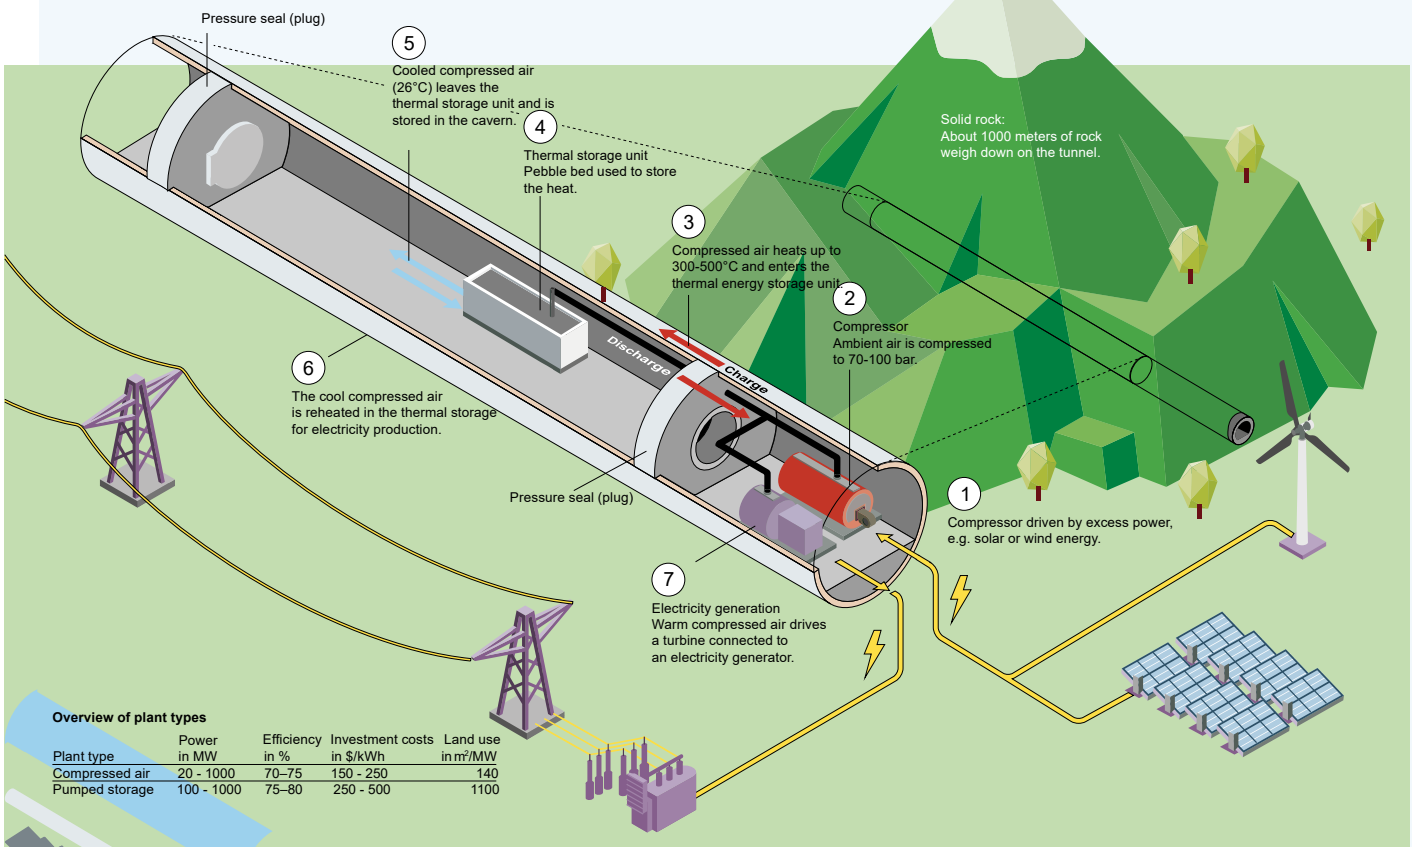 Pressure seal (plug)
5
Cooled compressed air
(26°C) leaves the
thermal storage unit and is
stored in the cavern.
4
Thermal storage unit
Pebble bed used to store
the heat.
Solid rock:
About 1000 meters of rock
weigh down on the tunnel.
3
Compressed air heats up to
300-500°C and enters the
thermal energy storage unit.
2
Compressor
Ambient air is compressed
to 70-100 bar.
Discharge
Charge
6
The cool compressed air
is reheated in the thermal storage
for electricity production.
Pressure seal (plug)
1
Compressor driven by excess power,
e.g. solar or wind energy.
7
Electricity generation
Warm compressed air drives
a turbine connected to
an electricity generator.
Overview of plant types
Power Efficiency Investment costs Land use
Plant type in MW in % in $/kWh in m²/MW
Compressed air 20 - 1000 70–75 150 - 250 140
Pumped storage 100 - 1000 75–80 250 - 500 1100